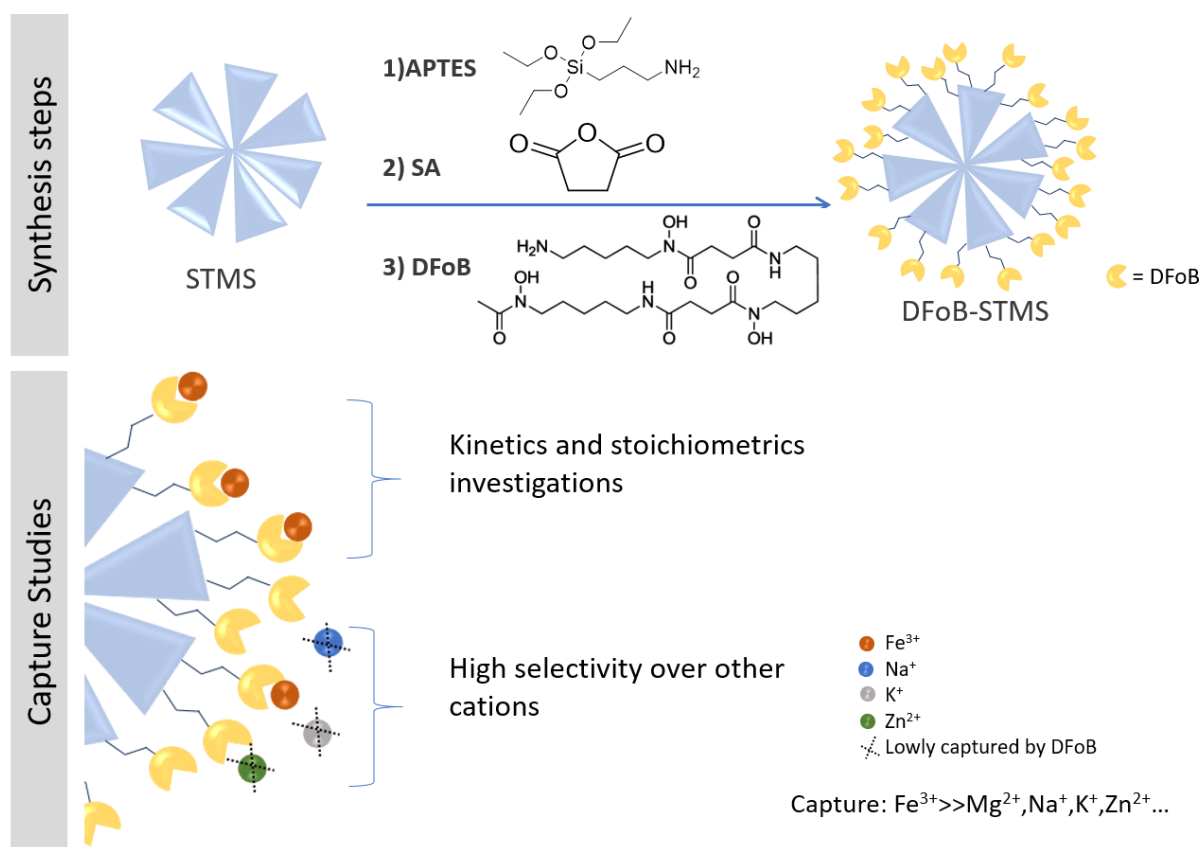 Synthesis steps
1)APTES
O
O
Si
O
NH₂
2) SA
O
O
O
3) DFoB
H₂N
OH
N
O
O
N
H
OH
N
O
H
N
O
O
N
OH
STMS
DFoB-STMS
= DFoB
Capture Studies
Kinetics and stoichiometrics
investigations
High selectivity over other
cations
Fe³⁺
Na⁺
K⁺
Zn²⁺
Lowly captured by DFoB
Capture: Fe³⁺>>Mg²⁺,Na⁺,K⁺,Zn²⁺...